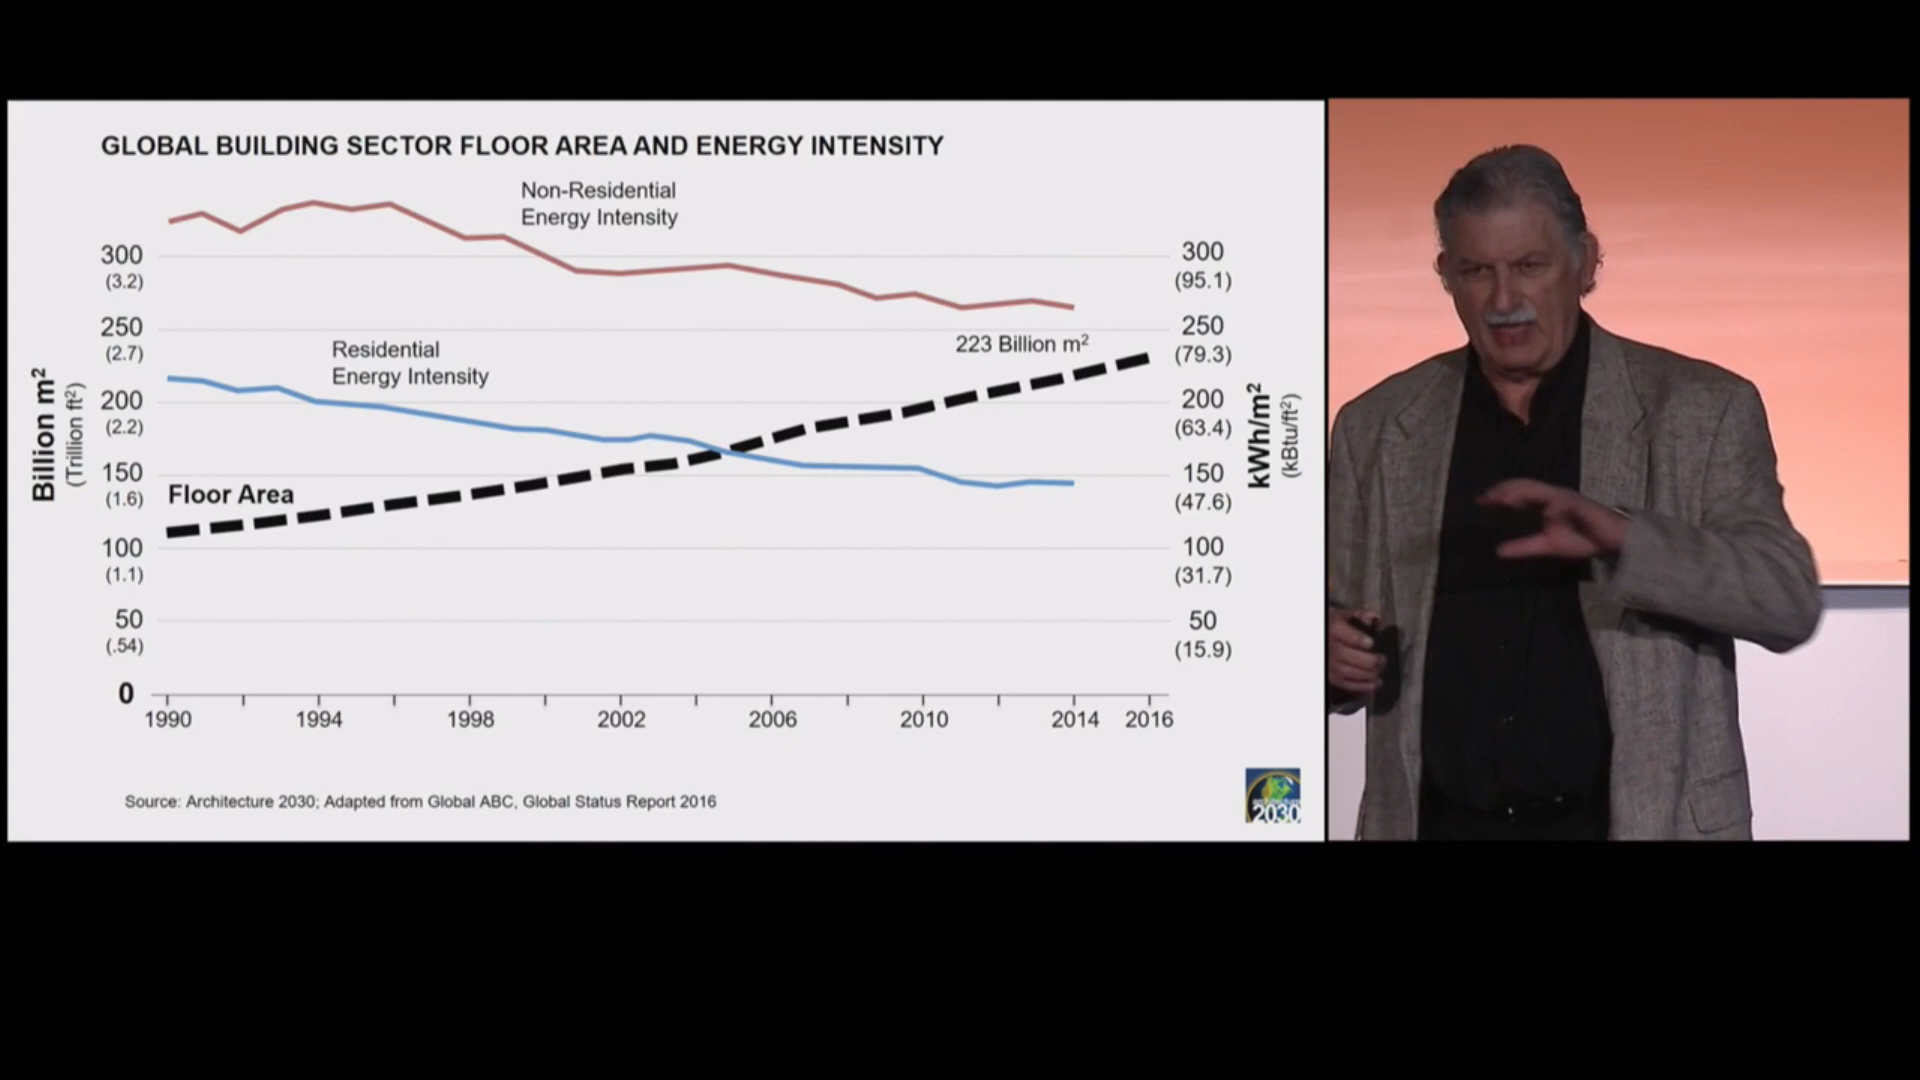 GLOBAL BUILDING SECTOR FLOOR AREA AND ENERGY INTENSITY
Non-Residential
Energy Intensity
Residential
Energy Intensity
223 Billion m²
Floor Area
Billion m²
(Trillion ft²)
300
(3.2)
250
(2.7)
200
(2.2)
150
(1.6)
100
(1.1)
50
(.54)
0
300
(95.1)
250
(79.3)
200
(63.4)
150
(47.6)
100
(31.7)
50
(15.9)
kWh/m²
(kBtu/ft²)
1990 1994 1998 2002 2006 2010 2014 2016
Source: Architecture 2030; Adapted from Global ABC, Global Status Report 2016
2030